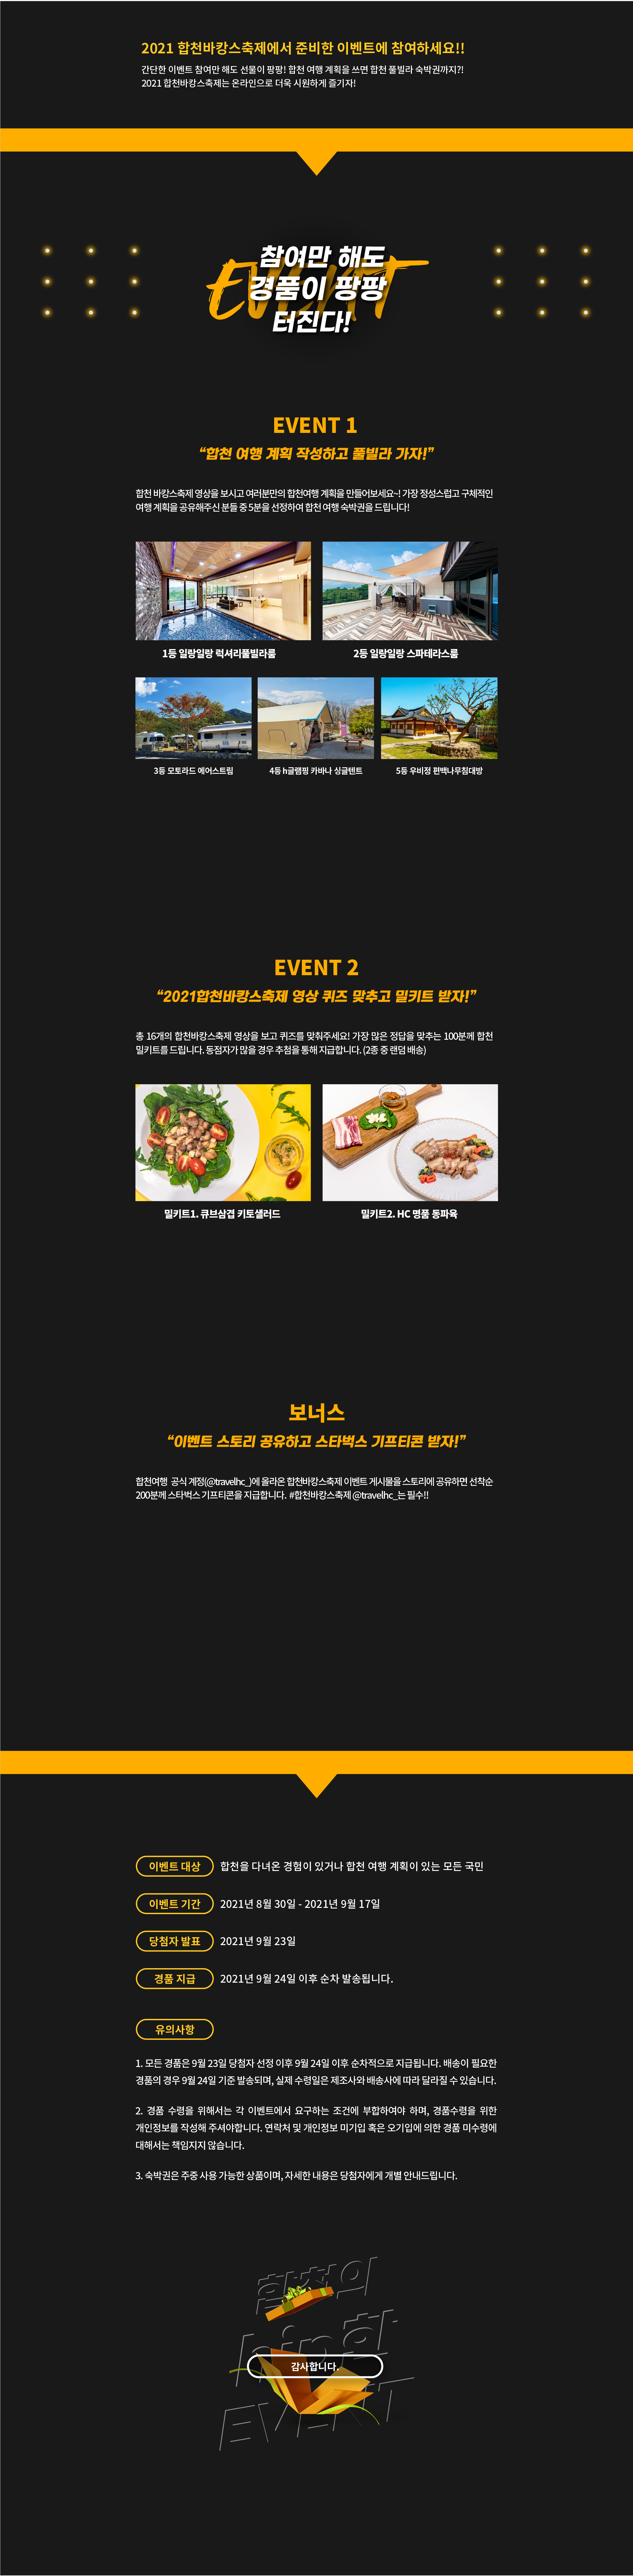 2021 합천바캉스축제에서 준비한 이벤트에 참여하세요!!
간단한 이벤트 참여만 해도 선물이 팡팡! 합천 여행 계획을 쓰면 합천 풀빌라 숙박권까지?!
2021 합천바캉스축제는 온라인으로 더욱 시원하게 즐기자!
EVENT
참여만 해도
경품이 팡팡
터진다!
EVENT 1
“합천 여행 계획 작성하고 풀빌라 가자!”
합천 바캉스축제 영상을 보시고 여러분만의 합천여행 계획을 만들어보세요~! 가장 정성스럽고 구체적인
여행 계획을 공유해주신 분들 중 5분을 선정하여 합천 여행 숙박권을 드립니다!
1등 일랑일랑 럭셔리풀빌라룸
2등 일랑일랑 스파테라스룸
3등 모토라드 에어스트림
4등 h글램핑 카바나 싱글텐트
5등 우비정 편백나무침대방
EVENT 2
“2021합천바캉스축제 영상 퀴즈 맞추고 밀키트 받자!”
총 16개의 합천바캉스축제 영상을 보고 퀴즈를 맞춰주세요! 가장 많은 정답을 맞추는 100분께 합천
밀키트를 드립니다. 동점자가 많을 경우 추첨을 통해 지급합니다. (2종 중 랜덤 배송)
밀키트1. 큐브삼겹 키토샐러드
밀키트2. HC 명품 동파육
보너스
“이벤트 스토리 공유하고 스타벅스 기프티콘 받자!”
합천여행 공식 계정(@travelhc_)에 올라온 합천바캉스축제 이벤트 게시물을 스토리에 공유하면 선착순
200분께 스타벅스 기프티콘을 지급합니다. #합천바캉스축제 @travelhc_는 필수!!
이벤트 대상 합천을 다녀온 경험이 있거나 합천 여행 계획이 있는 모든 국민
이벤트 기간 2021년 8월 30일 - 2021년 9월 17일
당첨자 발표 2021년 9월 23일
경품 지급 2021년 9월 24일 이후 순차 발송됩니다.
유의사항
1. 모든 경품은 9월 23일 당첨자 선정 이후 9월 24일 이후 순차적으로 지급됩니다. 배송이 필요한
경품의 경우 9월 24일 기준 발송되며, 실제 수령일은 제조사와 배송사에 따라 달라질 수 있습니다.
2. 경품 수령을 위해서는 각 이벤트에서 요구하는 조건에 부합하여야 하며, 경품수령을 위한
개인정보를 작성해 주셔야합니다. 연락처 및 개인정보 미기입 혹은 오기입에 의한 경품 미수령에
대해서는 책임지지 않습니다.
3. 숙박권은 주중 사용 가능한 상품이며, 자세한 내용은 당첨자에게 개별 안내드립니다.
합천의
hip한
감사합니다.
EVENT